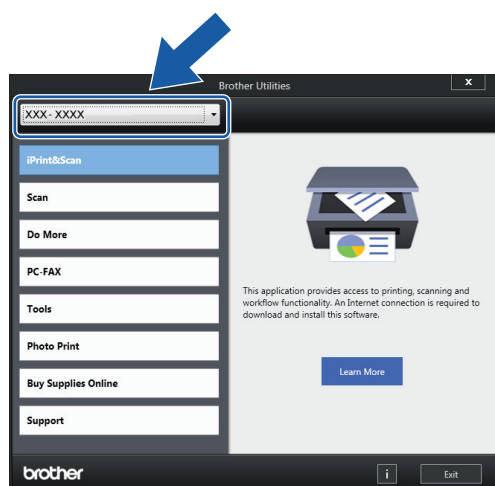 Brother Utilities
x
XXX- XXXX
iPrint&Scan
Scan
Do More
PC-FAX
Tools
Photo Print
Buy Supplies Online
Support
This application provides access to printing, scanning and
workflow functionality. An Internet connection is required to
download and install this software.
Learn More
brother
i
Exit